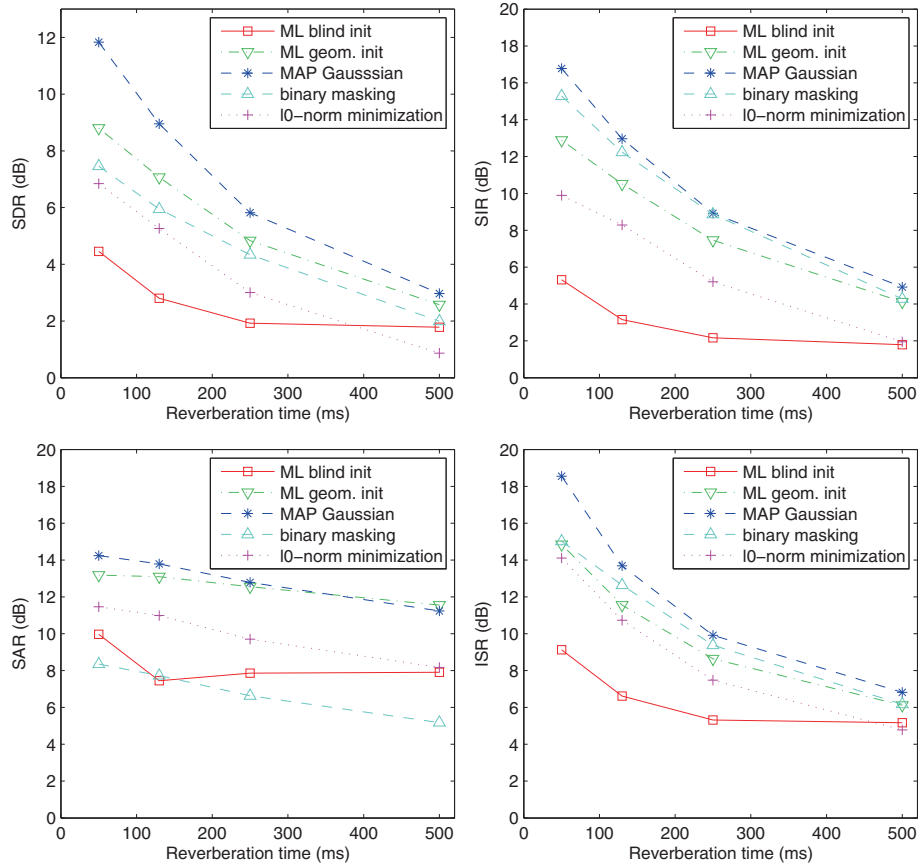 12
10
8
6
4
2
0
SDR (dB)
0 100 200 300 400 500
Reverberation time (ms)
ML blind init
ML geom. init
MAP Gausssian
binary masking
l0-norm minimization
20
18
16
14
12
10
8
6
4
2
0
SIR (dB)
0 100 200 300 400 500
Reverberation time (ms)
ML blind init
ML geom. init
MAP Gaussian
binary masking
l0-norm minimization
20
18
16
14
12
10
8
6
4
2
0
SAR (dB)
0 100 200 300 400 500
Reverberation time (ms)
ML blind init
ML geom. init
MAP Gaussian
binary masking
l0-norm minimization
20
18
16
14
12
10
8
6
4
2
0
ISR (dB)
0 100 200 300 400 500
Reverberation time (ms)
ML blind init
ML geom. init
MAP Gaussian
binary masking
l0-norm minimization